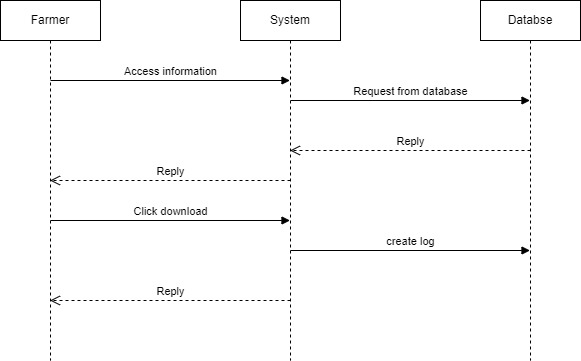 Farmer
System
Databse
Access information
Request from database
Reply
Reply
Click download
create log
Reply